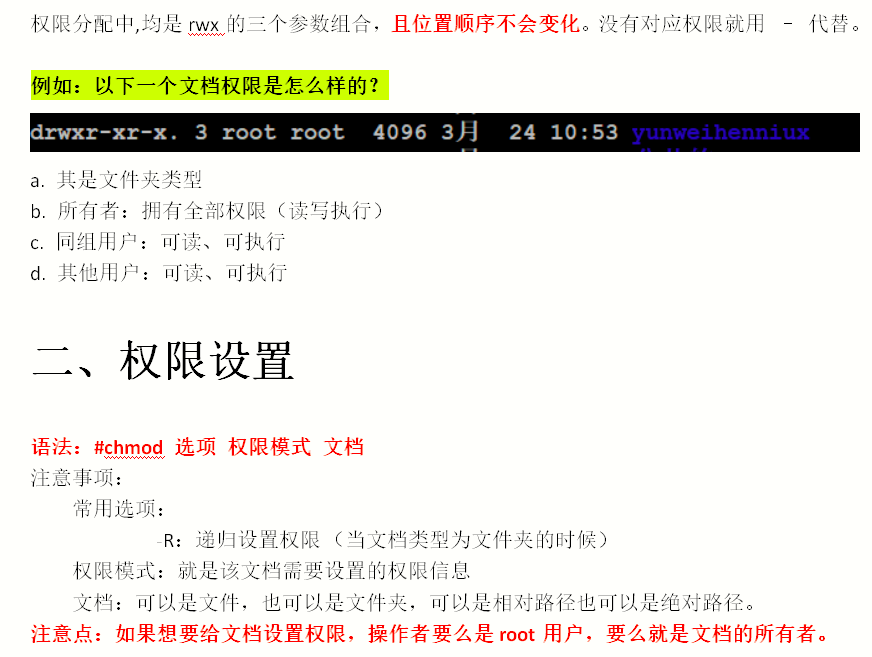 权限分配中,均是 rwx 的三个参数组合，且位置顺序不会变化。没有对应权限就用 - 代替。
例如：以下一个文档权限是怎么样的？
drwxr-xr-x. 3 root root 4096 3月 24 10:53 yunweihenniux
a. 其是文件夹类型
b. 所有者：拥有全部权限（读写执行）
c. 同组用户：可读、可执行
d. 其他用户：可读、可执行
二、权限设置
语法：#chmod 选项 权限模式 文档
注意事项：
常用选项：
-R：递归设置权限 （当文档类型为文件夹的时候）
权限模式：就是该文档需要设置的权限信息
文档：可以是文件，也可以是文件夹，可以是相对路径也可以是绝对路径。
注意点：如果想要给文档设置权限，操作者要么是 root 用户，要么就是文档的所有者。